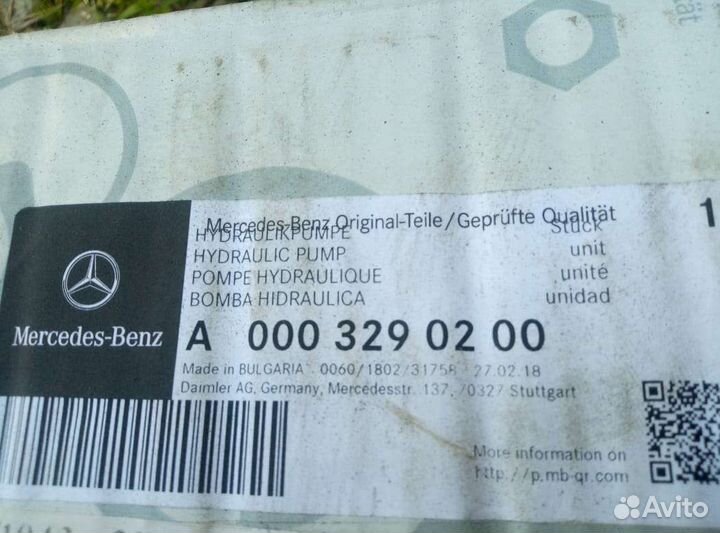 Mercedes-Benz Original-Teile/Geprüfte Qualität 1
HYDRAULIKPUMPE Stück
HYDRAULIC PUMP unit
POMPE HYDRAULIQUE unité
BOMBA HIDRAULICA unidad
Mercedes-Benz
A 000 329 02 00
Made in BULGARIA 0060/1802/31758 27.02.18
Daimler AG, Germany, Mercedesstr. 137, 70327 Stuttgart
More information on
http://p.mb-qr.com
Avito